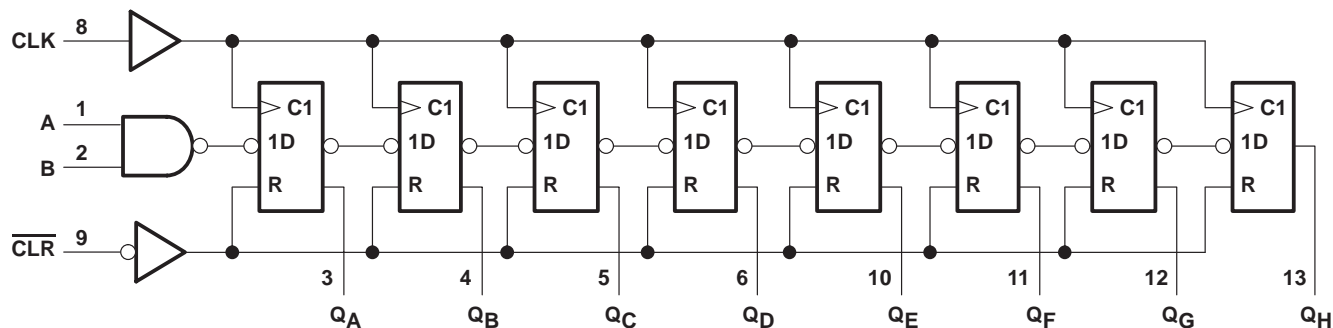 CLK 8
C1 C1 C1 C1 C1 C1 C1 C1
A 1
1D 1D 1D 1D 1D 1D 1D 1D
B 2
R R R R R R R R
CLR 9
3 4 5 6 10 11 12 13
QA QB QC QD QE QF QG QH